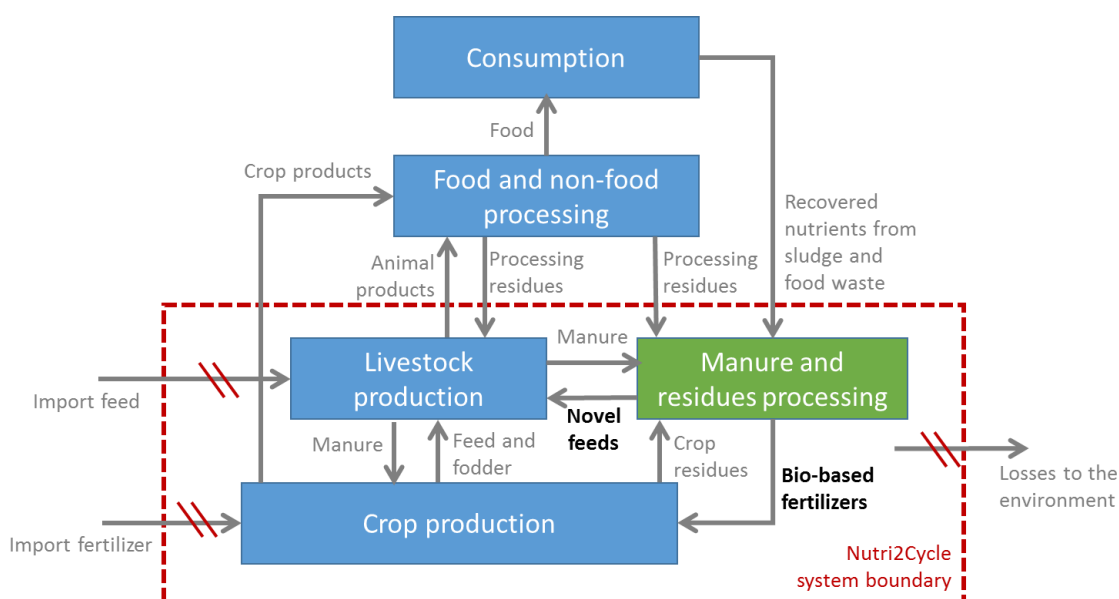 Consumption
Food
Crop products
Food and non-food
processing
Recovered
nutrients from
sludge and
food waste
Animal
products
Processing
residues
Processing
residues
Import feed
Livestock
production
Manure
Manure and
residues processing
Novel
feeds
Manure
Feed and
fodder
Crop
residues
Bio-based
fertilizers
Losses to the
environment
Import fertilizer
Crop production
Nutri2Cycle
system boundary